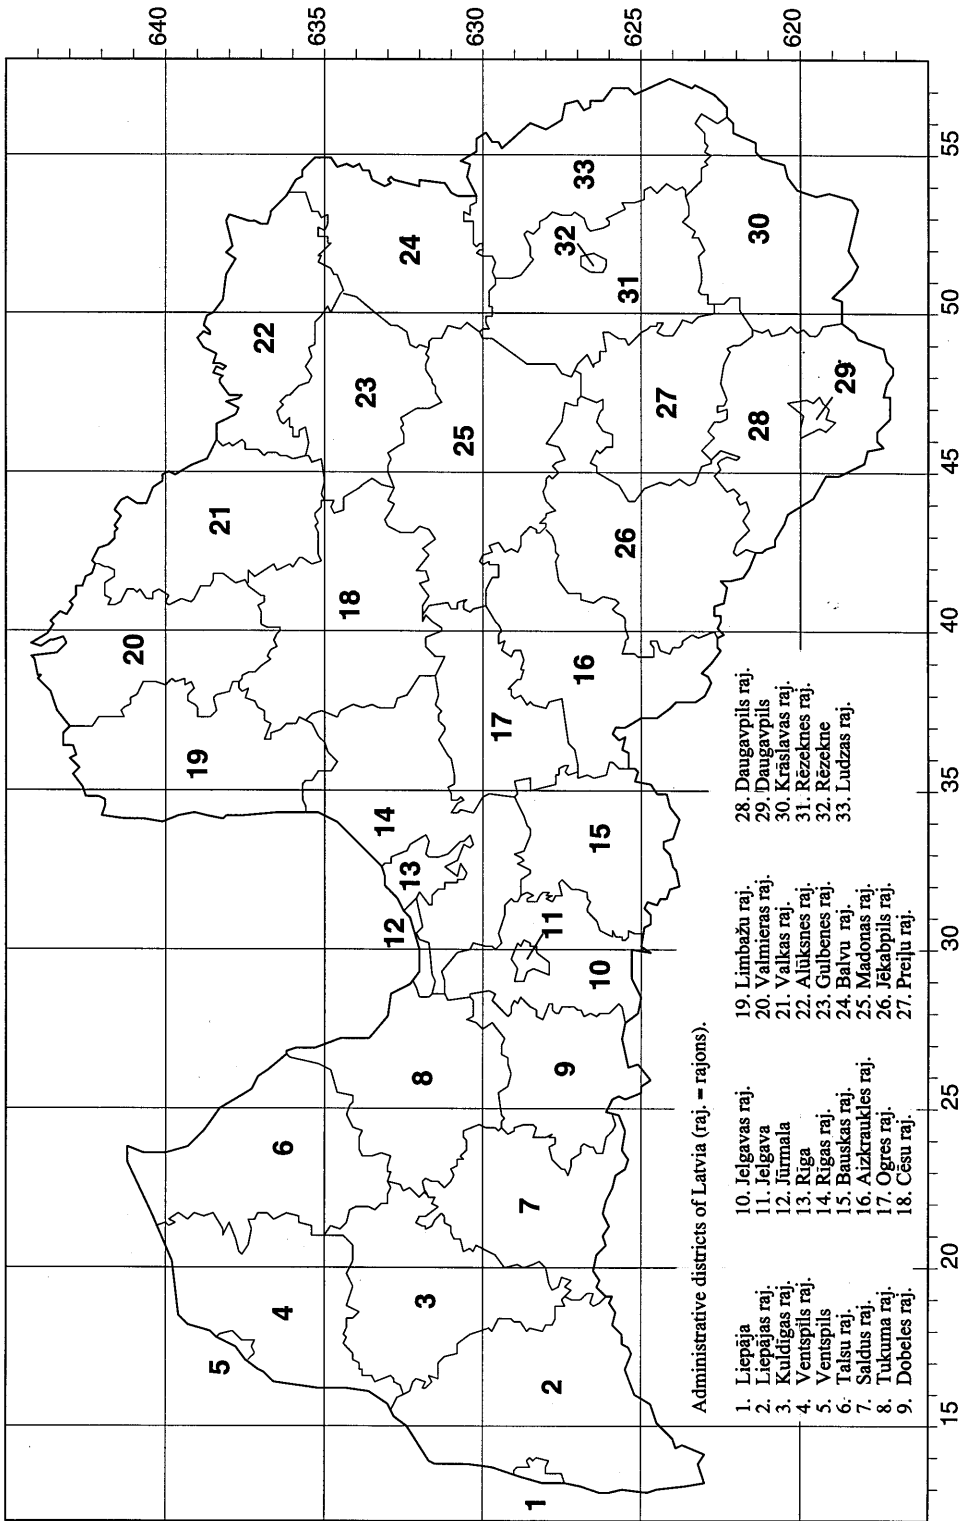 640
20
19
5
21
22
4
6
635
18
23
14
12
13
24
8
3
25
630
17
7
1
2
11
9
32
16
33
10
15
26
31
625
27
28
30
620
29
Administrative districts of Latvia (raj. = rajons).
1. Liepāja
2. Liepājas raj.
3. Kuldīgas raj.
4. Ventspils raj.
5. Ventspils
6. Talsu raj.
7. Saldus raj.
8. Tukuma raj.
9. Dobeles raj.
10. Jelgavas raj.
11. Jelgava
12. Jūrmala
13. Rīga
14. Rīgas raj.
15. Bauskas raj.
16. Aizkraukles raj.
17. Ogres raj.
18. Cēsu raj.
19. Limbažu raj.
20. Valmieras raj.
21. Valkas raj.
22. Alūksnes raj.
23. Gulbenes raj.
24. Balvu raj.
25. Madonas raj.
26. Jēkabpils raj.
27. Preiļu raj.
28. Daugavpils raj.
29. Daugavpils
30. Krāslavas raj.
31. Rēzeknes raj.
32. Rēzekne
33. Ludzas raj.
15 20 25 30 35 40 45 50 55